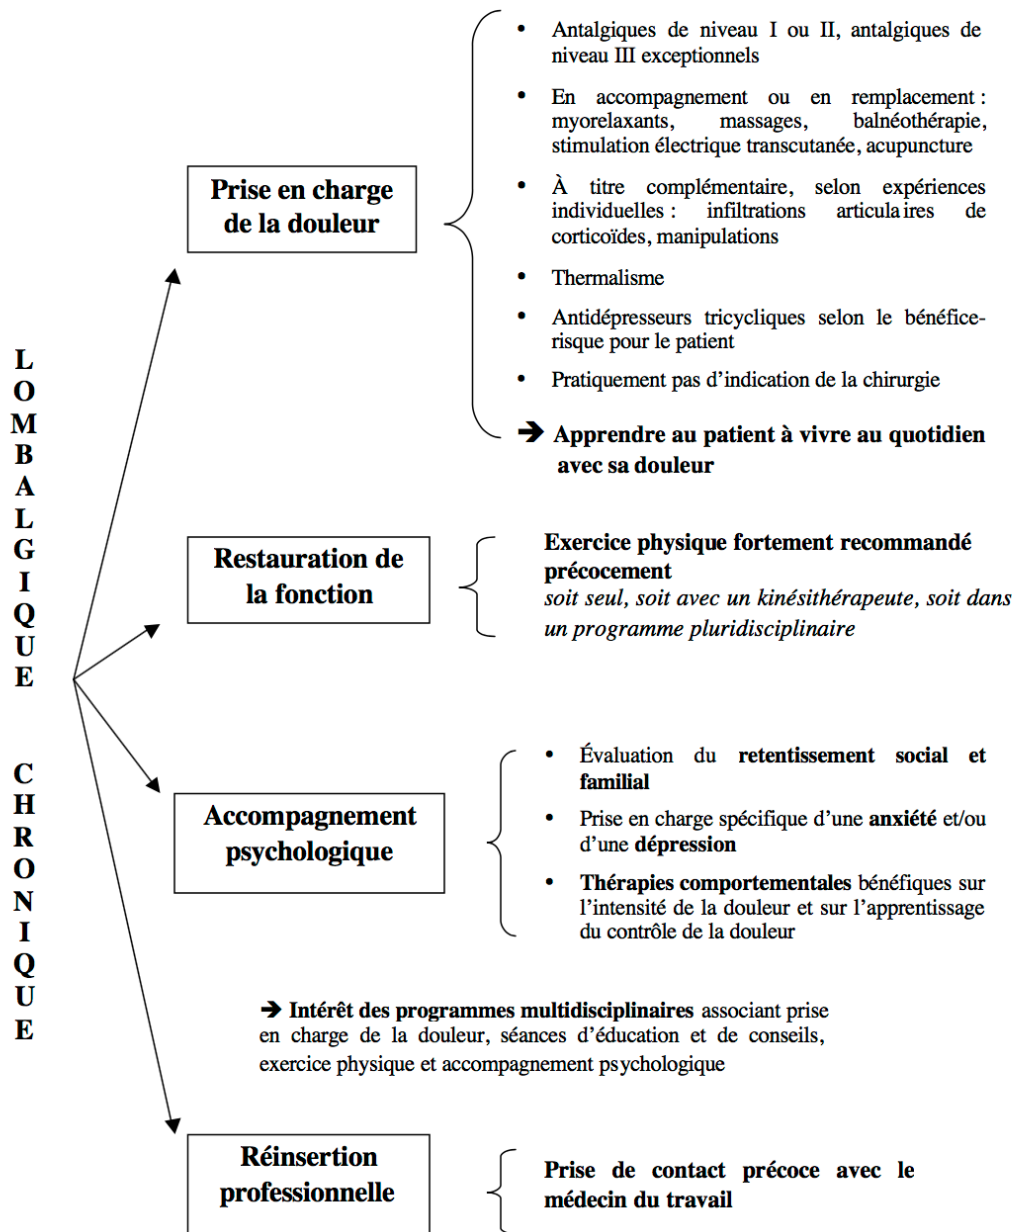 LOMBALGIQUE
CHRONIQUE
Prise en charge
de la douleur
• Antalgiques de niveau I ou II, antalgiques de
niveau III exceptionnels
• En accompagnement ou en remplacement :
myorelaxants, massages, balnéothérapie,
stimulation électrique transcutanée, acupuncture
• À titre complémentaire, selon expériences
individuelles : infiltrations articulaires de
corticoïdes, manipulations
• Thermalisme
• Antidépresseurs tricycliques selon le bénéfice-
risque pour le patient
• Pratiquement pas d’indication de la chirurgie
➔ Apprendre au patient à vivre au quotidien
avec sa douleur
Restauration de
la fonction
Exercice physique fortement recommandé
précocement
soit seul, soit avec un kinésithérapeute, soit dans
un programme pluridisciplinaire
Accompagnement
psychologique
• Évaluation du retentissement social et
familial
• Prise en charge spécifique d’une anxiété et/ou
d’une dépression
• Thérapies comportementales bénéfiques sur
l’intensité de la douleur et sur l’apprentissage
du contrôle de la douleur
➔ Intérêt des programmes multidisciplinaires associant prise
en charge de la douleur, séances d’éducation et de conseils,
exercice physique et accompagnement psychologique
Réinsertion
professionnelle
Prise de contact précoce avec le
médecin du travail